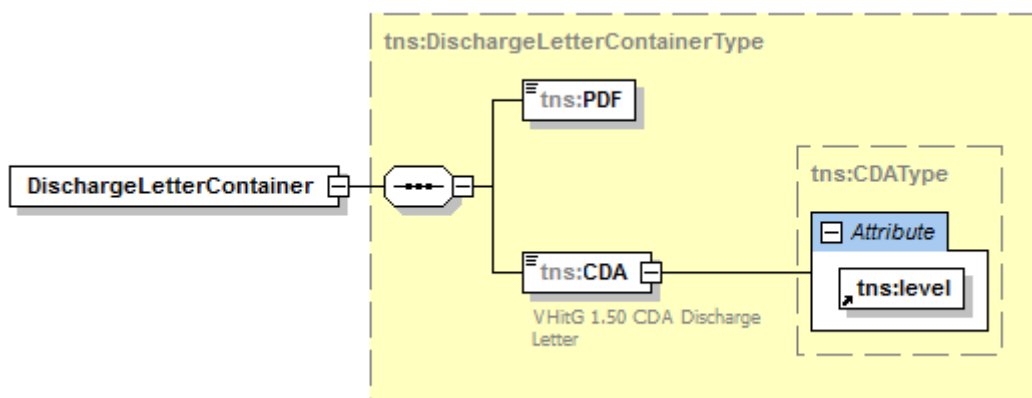 tns:DischargeLetterContainerType
tns:PDF
DischargeLetterContainer
tns:CDAType
Attribute
tns:CDA
tns:level
VHitG 1.50 CDA Discharge
Letter